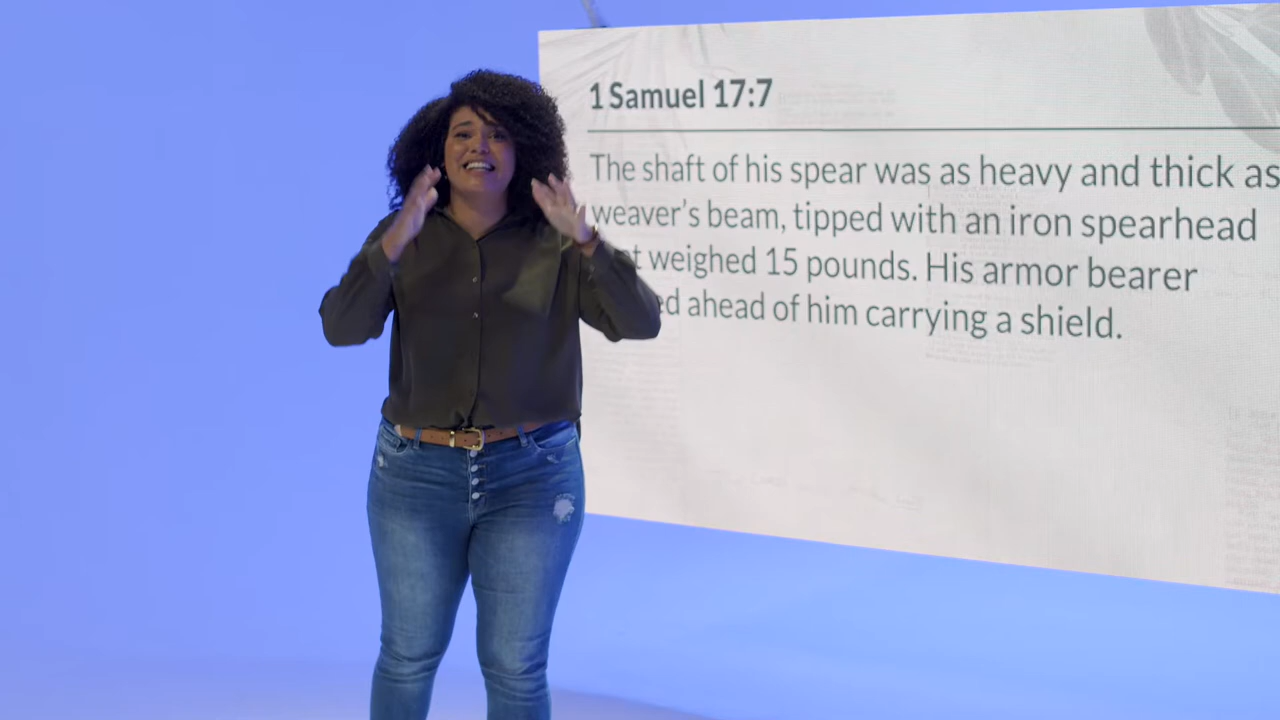 1 Samuel 17:7
The shaft of his spear was as heavy and thick as
weaver's beam, tipped with an iron spearhead
weighed 15 pounds. His armor bearer
ahead of him carrying a shield.